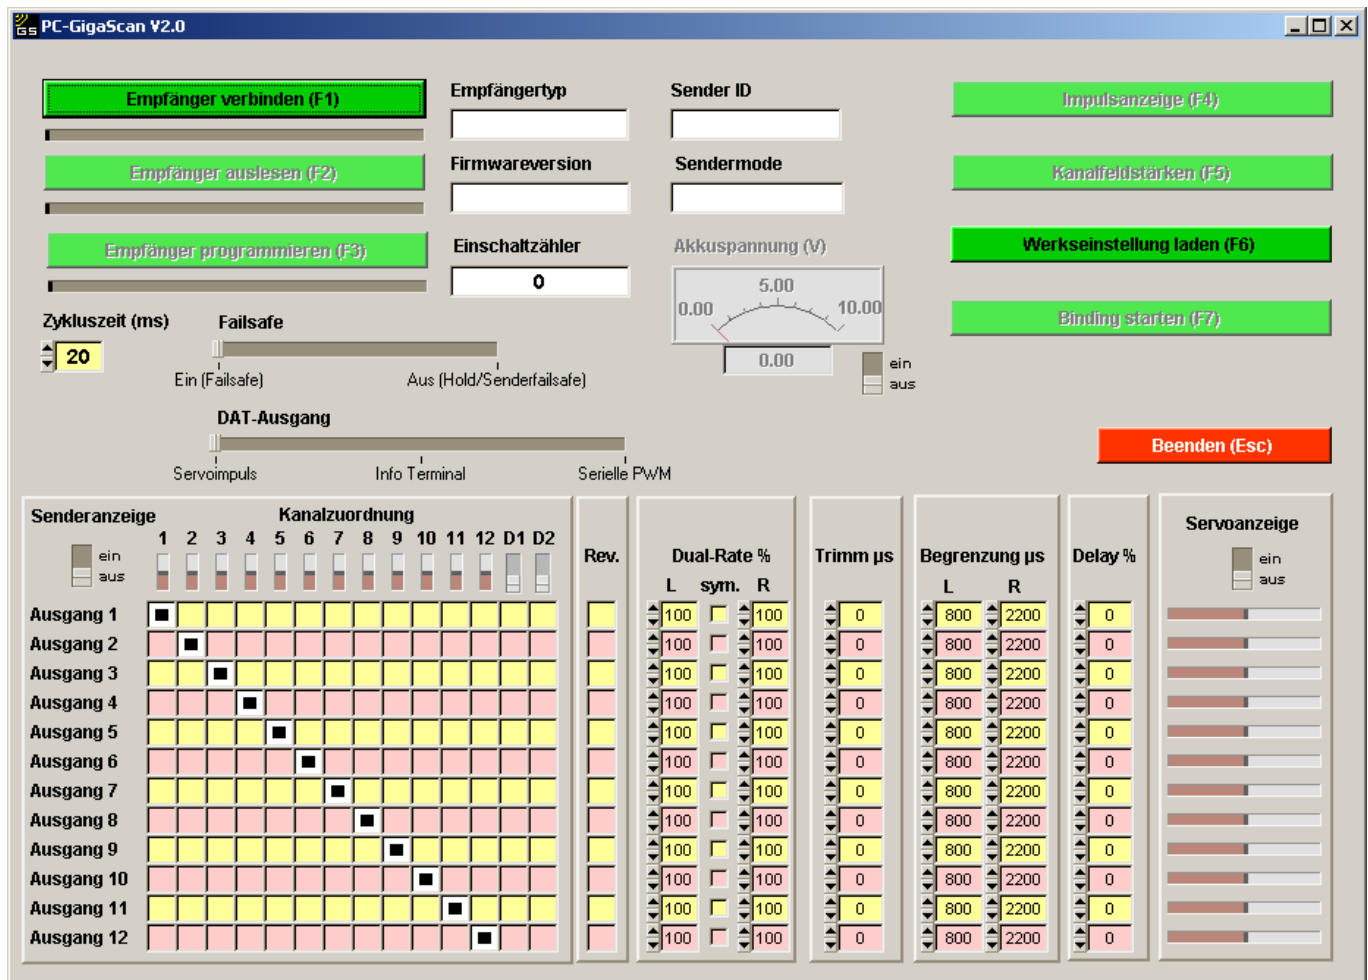 GS PC-GigaScan V2.0
Empfänger verbinden (F1)
Empfängertyp
Sender ID
Impulsanzeige (F4)
Empfänger auslesen (F2)
Firmwareversion
Sendermode
Kanalfeldstärken (F5)
Empfänger programmieren (F3)
Einschaltzähler
0
Akkuspannung (V)
0.00 5.00 10.00
0.00
ein
aus
Werkseinstellung laden (F6)
Binding starten (F7)
Zykluszeit (ms)
20
Failsafe
Ein (Failsafe) Aus (Hold/Senderfailsafe)
DAT-Ausgang
Servoimpuls Info Terminal Serielle PWM
Beenden (Esc)
Senderanzeige Kanalzuordnung
ein
aus
1 2 3 4 5 6 7 8 9 10 11 12 D1 D2
Rev.
Dual-Rate %
L sym. R
Trimm µs
Begrenzung µs
L R
Delay %
Servoanzeige
ein
aus
Ausgang 1 100 100 0 800 2200 0
Ausgang 2 100 100 0 800 2200 0
Ausgang 3 100 100 0 800 2200 0
Ausgang 4 100 100 0 800 2200 0
Ausgang 5 100 100 0 800 2200 0
Ausgang 6 100 100 0 800 2200 0
Ausgang 7 100 100 0 800 2200 0
Ausgang 8 100 100 0 800 2200 0
Ausgang 9 100 100 0 800 2200 0
Ausgang 10 100 100 0 800 2200 0
Ausgang 11 100 100 0 800 2200 0
Ausgang 12 100 100 0 800 2200 0